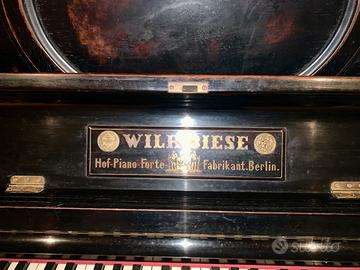 WILH. BIESE
Hof-Piano-Forte- Fabrikant. Berlin.
subito